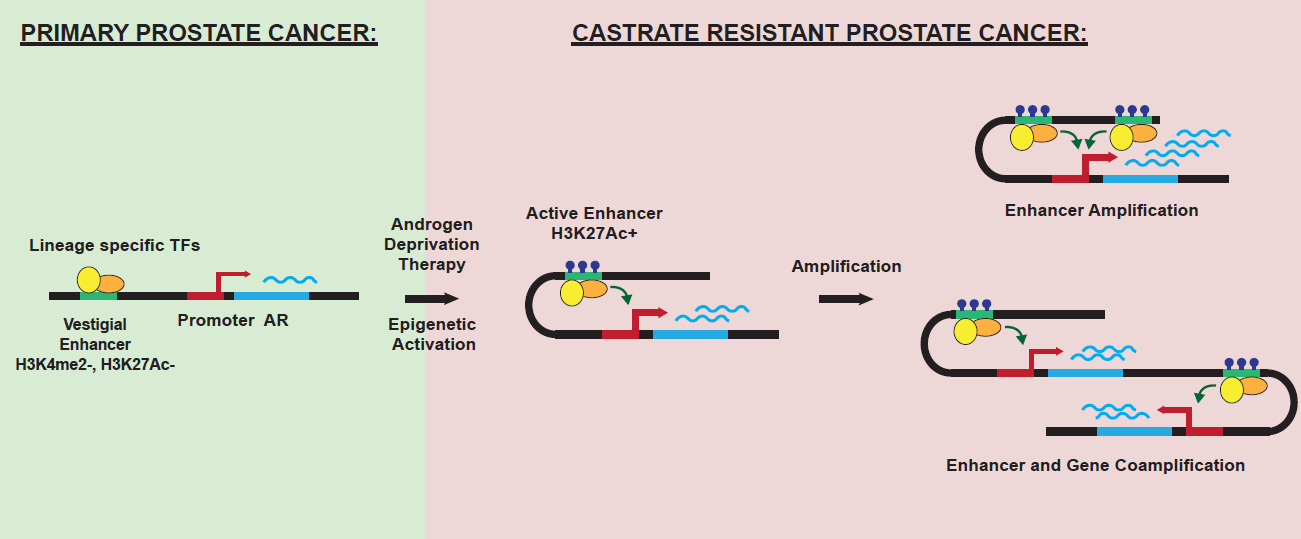 PRIMARY PROSTATE CANCER:
CASTRATE RESISTANT PROSTATE CANCER:
Lineage specific TFs
Vestigial
Enhancer
H3K4me2-, H3K27Ac-
Promoter AR
Androgen
Deprivation
Therapy
Epigenetic
Activation
Active Enhancer
H3K27Ac+
Amplification
Enhancer Amplification
Enhancer and Gene Coamplification